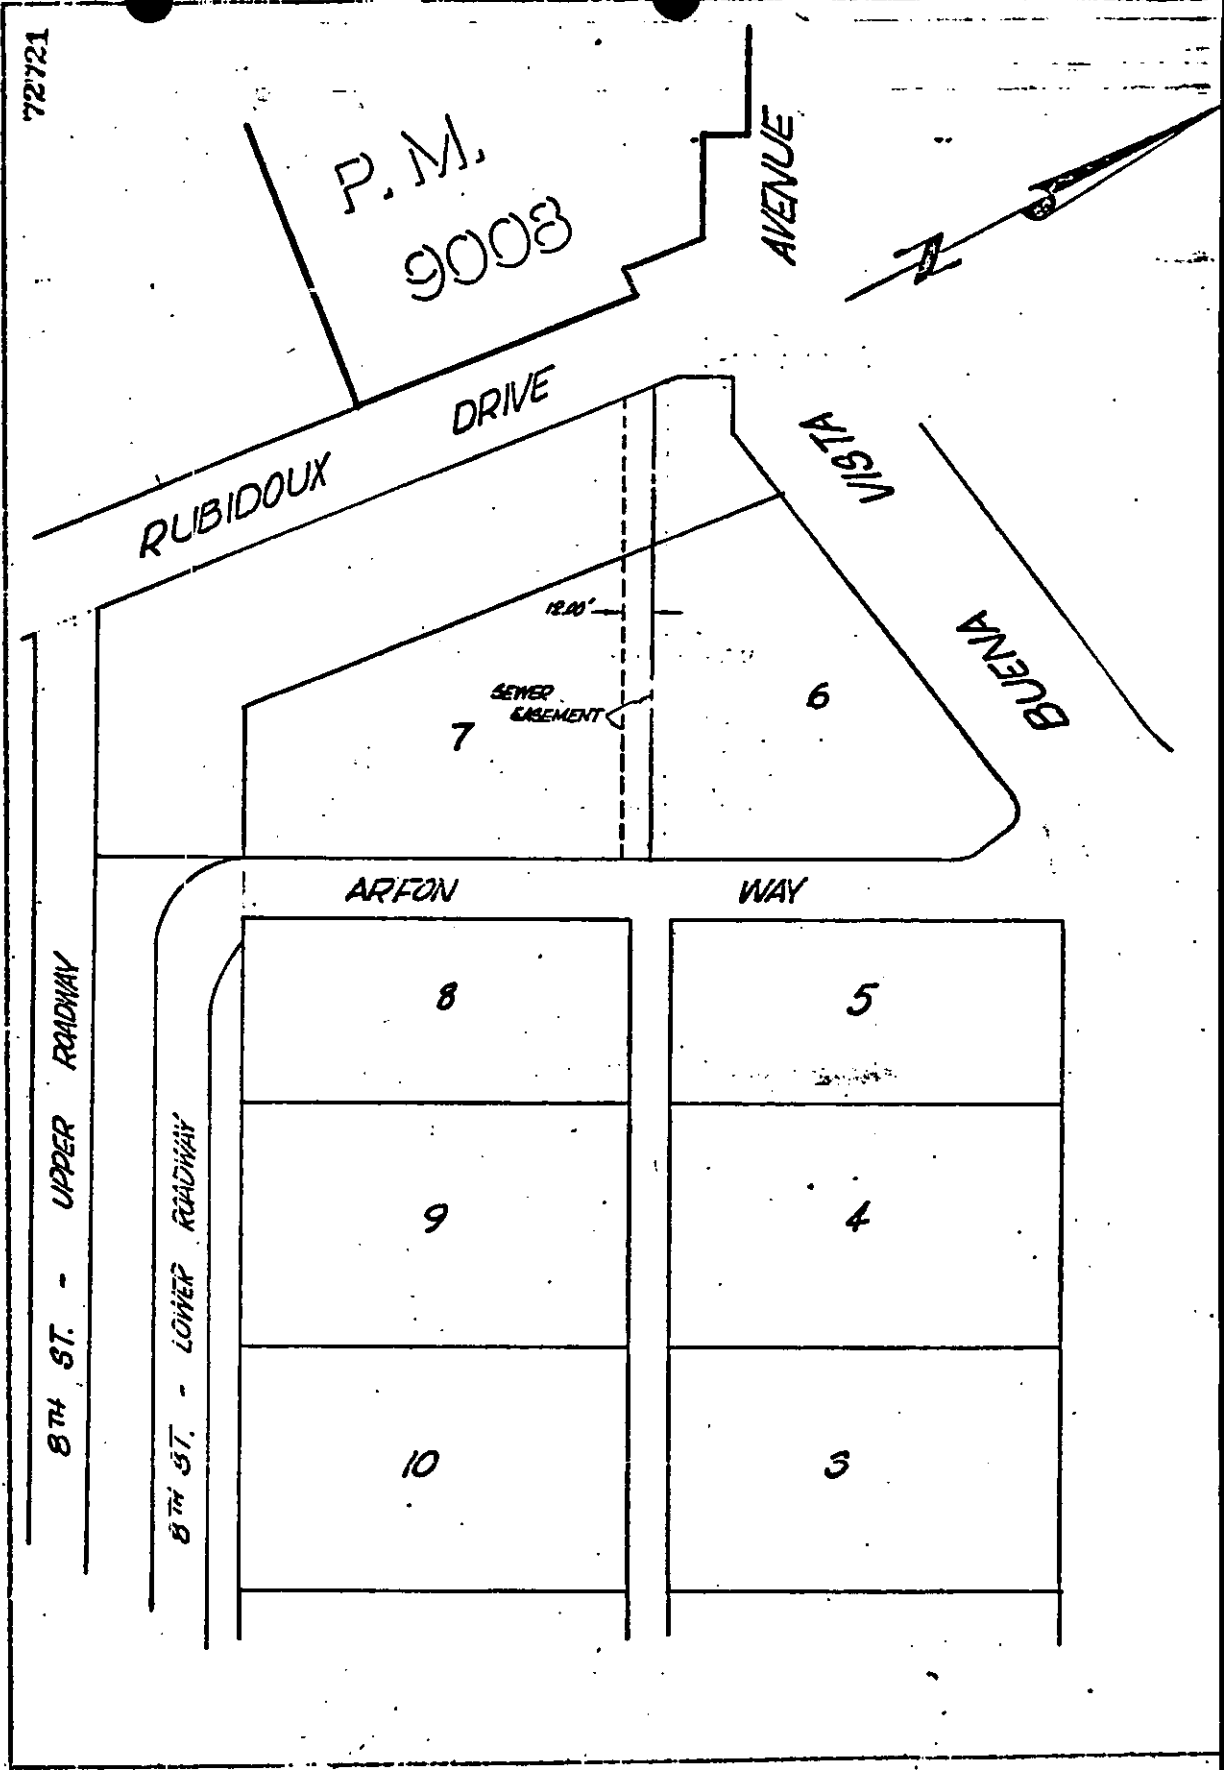 72721
P. M.
9008
AVENUE
N
RUBIDOUX DRIVE
VISTA
BUENA
12.00'
SEWER
EASEMENT
7
6
ARFON WAY
8
5
9
4
10
3
8TH ST. - UPPER ROADWAY
8TH ST. - LOWER ROADWAY